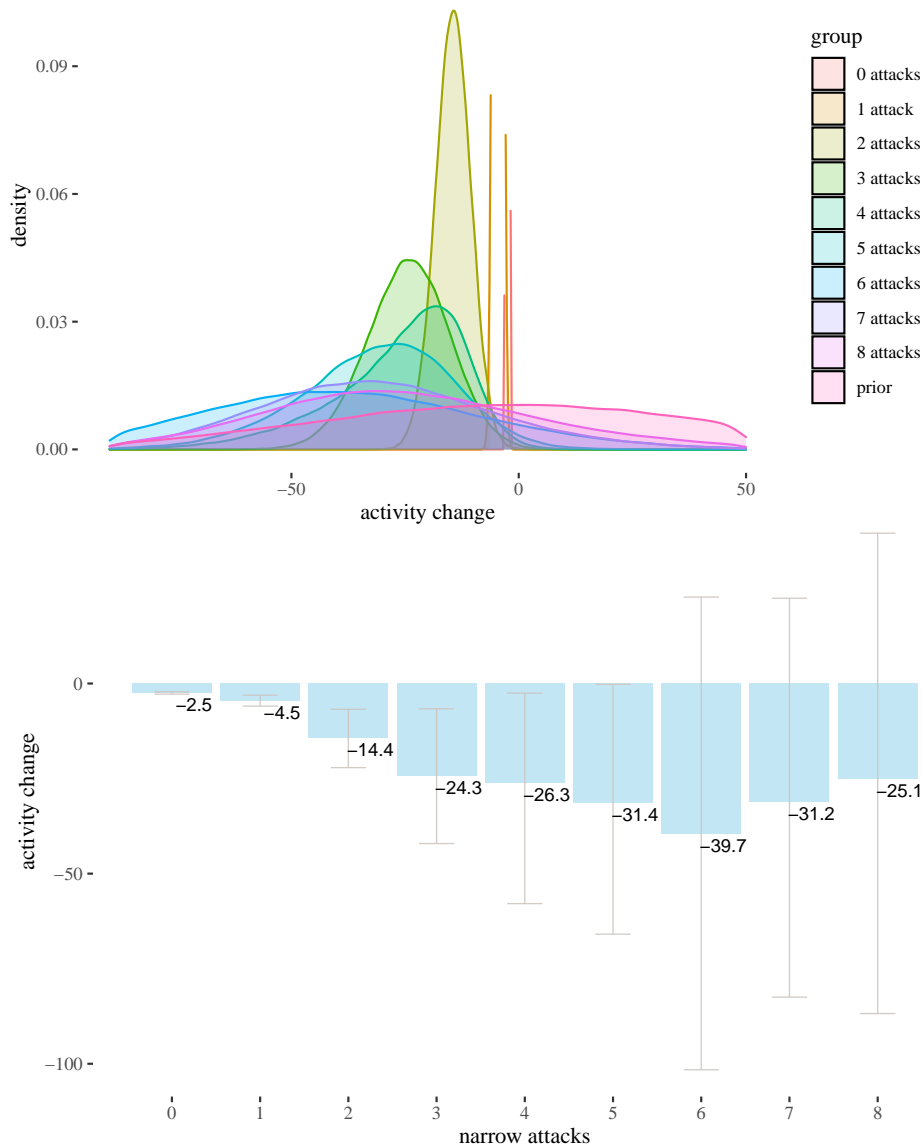 group
0 attacks
1 attack
2 attacks
3 attacks
4 attacks
5 attacks
6 attacks
7 attacks
8 attacks
prior
density
0.09
0.06
0.03
0.00
−50
0
50
activity change
activity change
0
−50
−100
−2.5
−4.5
−14.4
−24.3
−26.3
−31.4
−39.7
−31.2
−25.1
0
1
2
3
4
5
6
7
8
narrow attacks